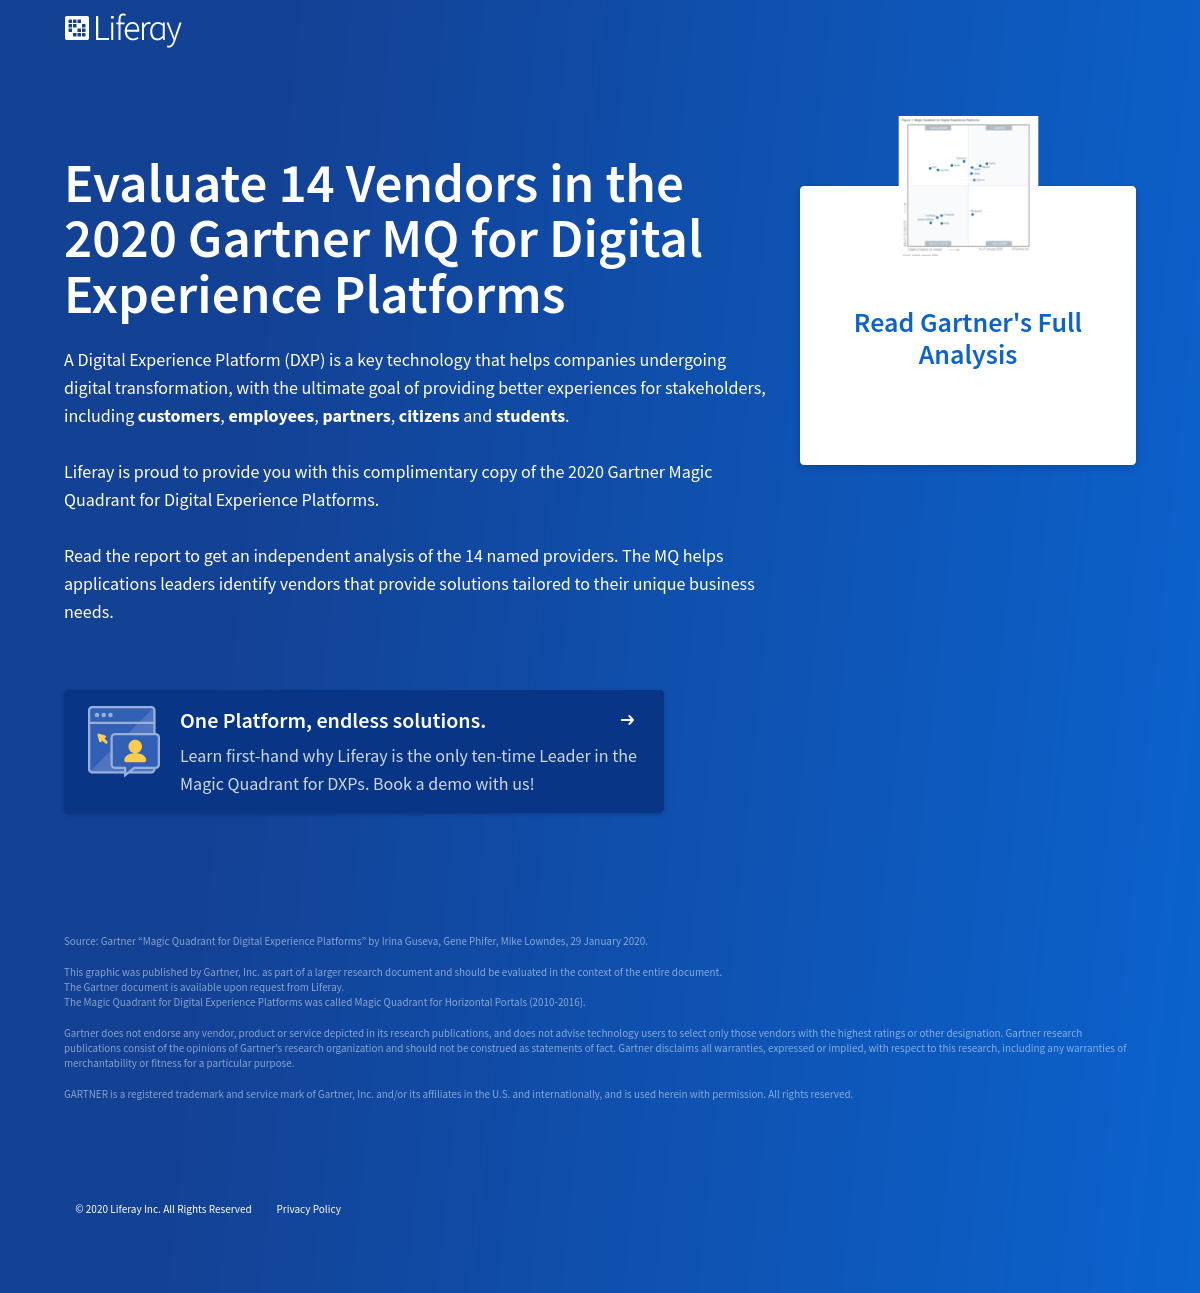 Liferay
Evaluate 14 Vendors in the
2020 Gartner MQ for Digital
Experience Platforms
A Digital Experience Platform (DXP) is a key technology that helps companies undergoing
digital transformation, with the ultimate goal of providing better experiences for stakeholders,
including customers, employees, partners, citizens and students.
Liferay is proud to provide you with this complimentary copy of the 2020 Gartner Magic
Quadrant for Digital Experience Platforms.
Read the report to get an independent analysis of the 14 named providers. The MQ helps
applications leaders identify vendors that provide solutions tailored to their unique business
needs.
Read Gartner's Full
Analysis
One Platform, endless solutions.
Learn first-hand why Liferay is the only ten-time Leader in the
Magic Quadrant for DXPs. Book a demo with us!
Source: Gartner “Magic Quadrant for Digital Experience Platforms” by Irina Guseva, Gene Phifer, Mike Lowndes, 29 January 2020.
This graphic was published by Gartner, Inc. as part of a larger research document and should be evaluated in the context of the entire document.
The Gartner document is available upon request from Liferay.
The Magic Quadrant for Digital Experience Platforms was called Magic Quadrant for Horizontal Portals (2010-2016).
Gartner does not endorse any vendor, product or service depicted in its research publications, and does not advise technology users to select only those vendors with the highest ratings or other designation. Gartner research
publications consist of the opinions of Gartner's research organization and should not be construed as statements of fact. Gartner disclaims all warranties, expressed or implied, with respect to this research, including any warranties of
merchantability or fitness for a particular purpose.
GARTNER is a registered trademark and service mark of Gartner, Inc. and/or its affiliates in the U.S. and internationally, and is used herein with permission. All rights reserved.
© 2020 Liferay Inc. All Rights Reserved Privacy Policy